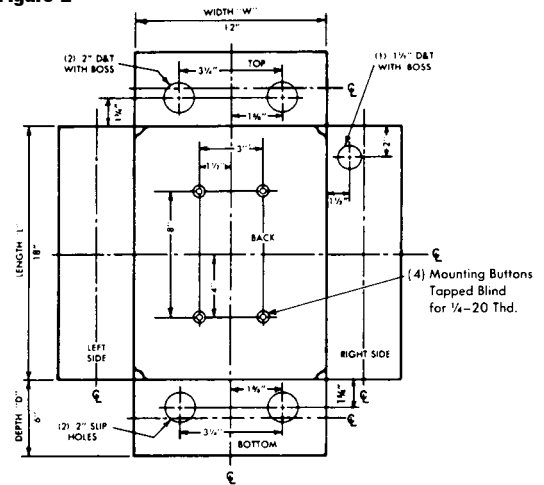 Figure 2
WIDTH "W"
12"
(2) 2" D&T
WITH BOSS
3¼"
TOP
(1) 1½" D&T
WITH BOSS
℄
1¾"
1⅝"
2"
3"
1½"
1½"
LENGTH "L"
18"
8"
BACK
℄
4"
(4) Mounting Buttons
Tapped Blind
for ¼–20 Thd.
LEFT
SIDE
RIGHT SIDE
℄
℄
DEPTH "D"
6"
1⅝"
1¾"
(2) 2" SLIP
HOLES
3¼"
BOTTOM
℄
℄